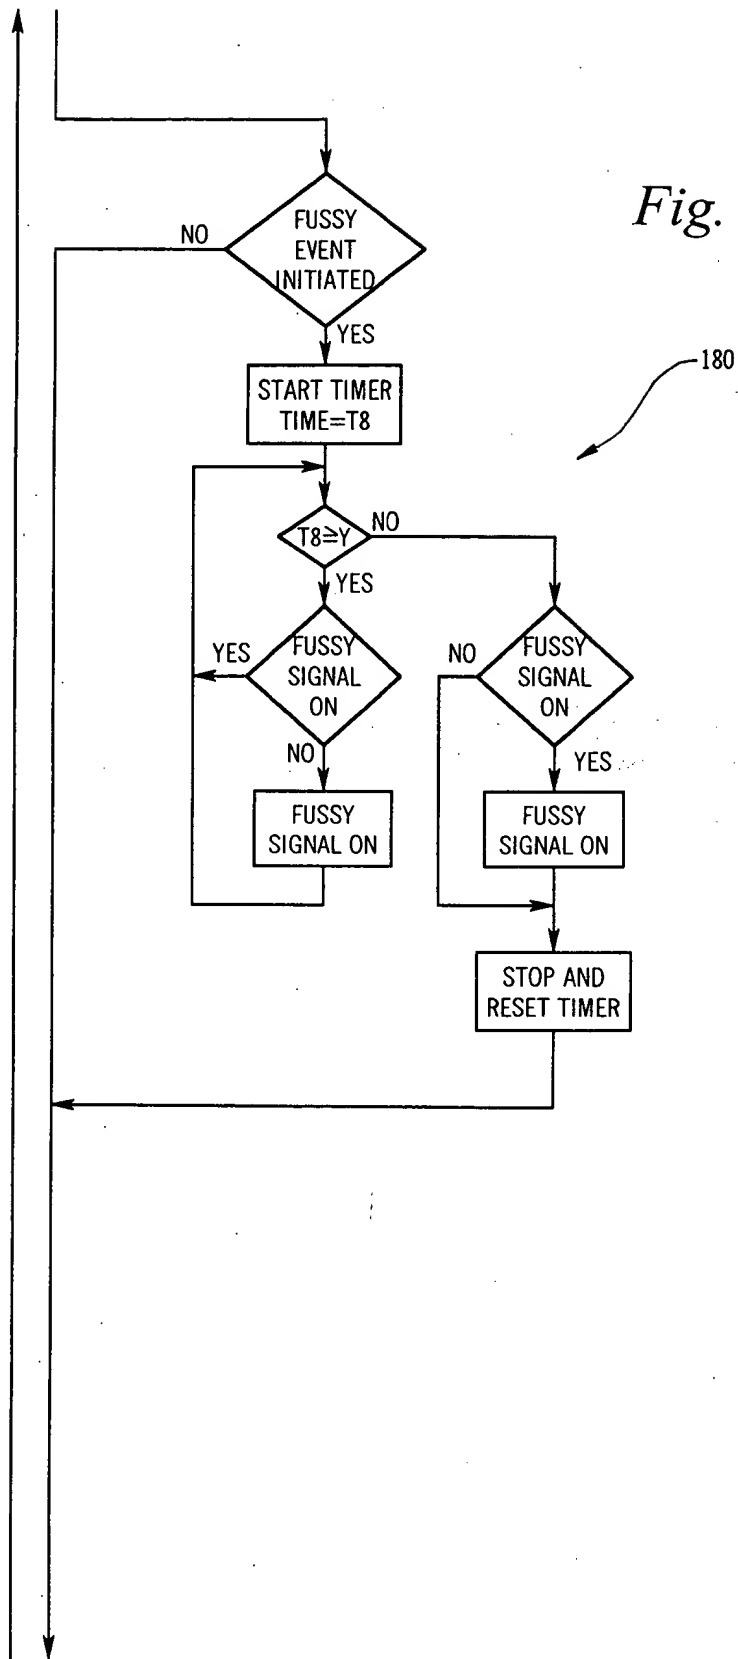 Fig.
FUSSY
EVENT
INITIATED
NO
YES
180
START TIMER
TIME=T8
T8≧Y
NO
YES
FUSSY
SIGNAL
ON
YES
NO
FUSSY
SIGNAL
ON
NO
YES
FUSSY
SIGNAL ON
FUSSY
SIGNAL ON
STOP AND
RESET TIMER